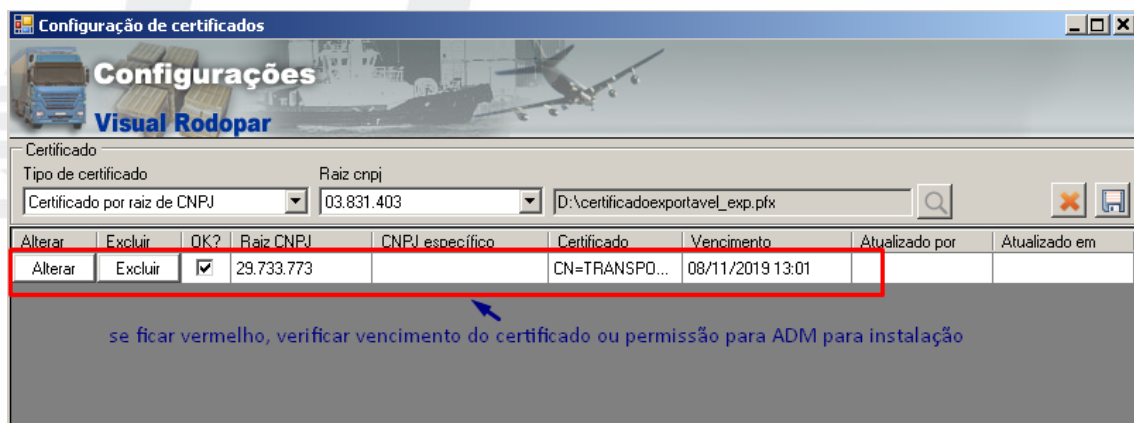 Configuração de certificados
Configurações
Visual Rodopar
Certificado
Tipo de certificado Raiz cnpj
Certificado por raiz de CNPJ 03.831.403 D:\certificadoexportavel_exp.pfx
Alterar Excluir OK? Raiz CNPJ CNPJ específico Certificado Vencimento Atualizado por Atualizado em
Alterar Excluir 29.733.773 CN=TRANSPO... 08/11/2019 13:01
se ficar vermelho, verificar vencimento do certificado ou permissão para ADM para instalação